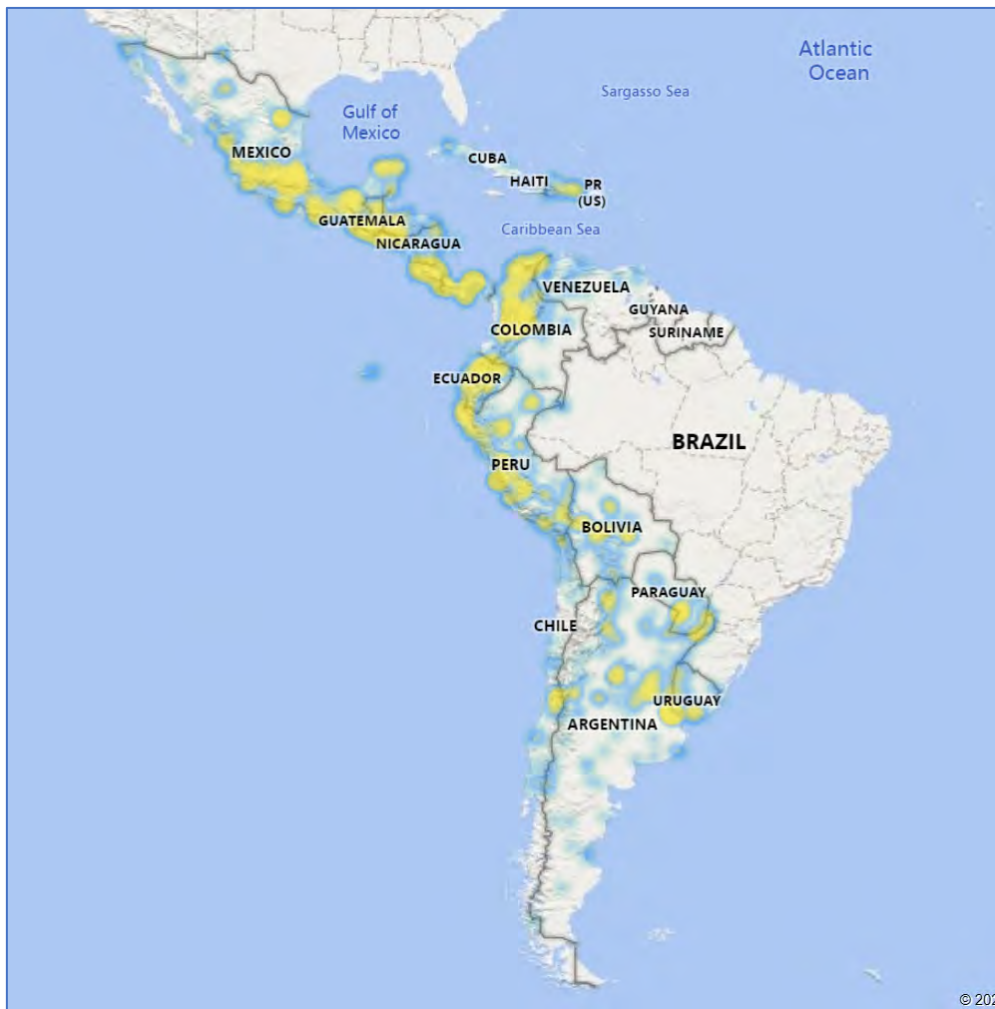 Atlantic
Ocean
Sargasso Sea
Gulf of
Mexico
MEXICO
CUBA
HAITI
PR
(US)
GUATEMALA
Caribbean Sea
NICARAGUA
VENEZUELA
GUYANA
COLOMBIA
SURINAME
ECUADOR
BRAZIL
PERU
BOLIVIA
PARAGUAY
CHILE
URUGUAY
ARGENTINA
© 202